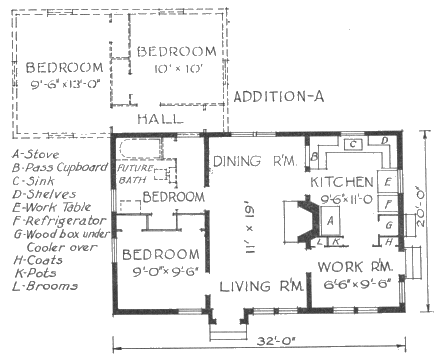 BEDROOM
9'-6"×13'-0"
BEDROOM
10' × 10'
HALL
ADDITION-A
A-Stove
B-Pass Cupboard
C-Sink
D-Shelves
E-Work Table
F-Refrigerator
G-Wood box under
Cooler over
H-Coats
K-Pots
L-Brooms
FUTURE
BATH
BEDROOM
BEDROOM
9'-0"×9'-6"
DINING R'M.
11' × 19'
LIVING R'M.
C
D
B
KITCHEN
9'-6"×11'-0
E
F
A
G
L
K
H
WORK R'M.
6'-6"×9'-6"
20'-0"
32'-0"